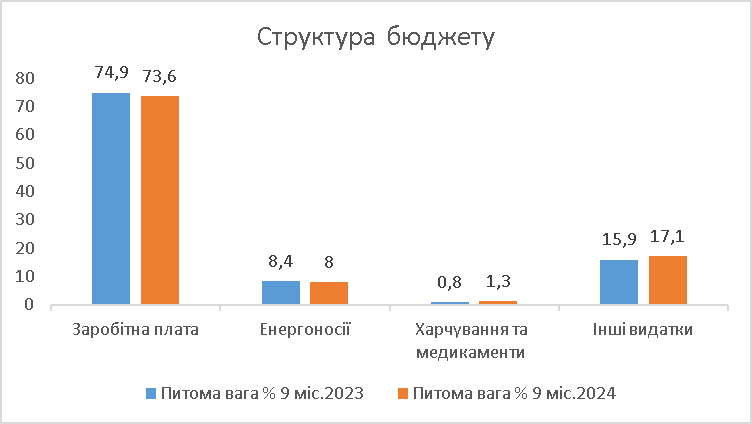 Структура бюджету
80
70
60
50
40
30
20
10
0
74,9
73,6
8,4
8
0,8
1,3
15,9
17,1
Заробітна плата
Енергоносії
Харчування та
медикаменти
Інші видатки
Питома вага % 9 міс.2023
Питома вага % 9 міс.2024